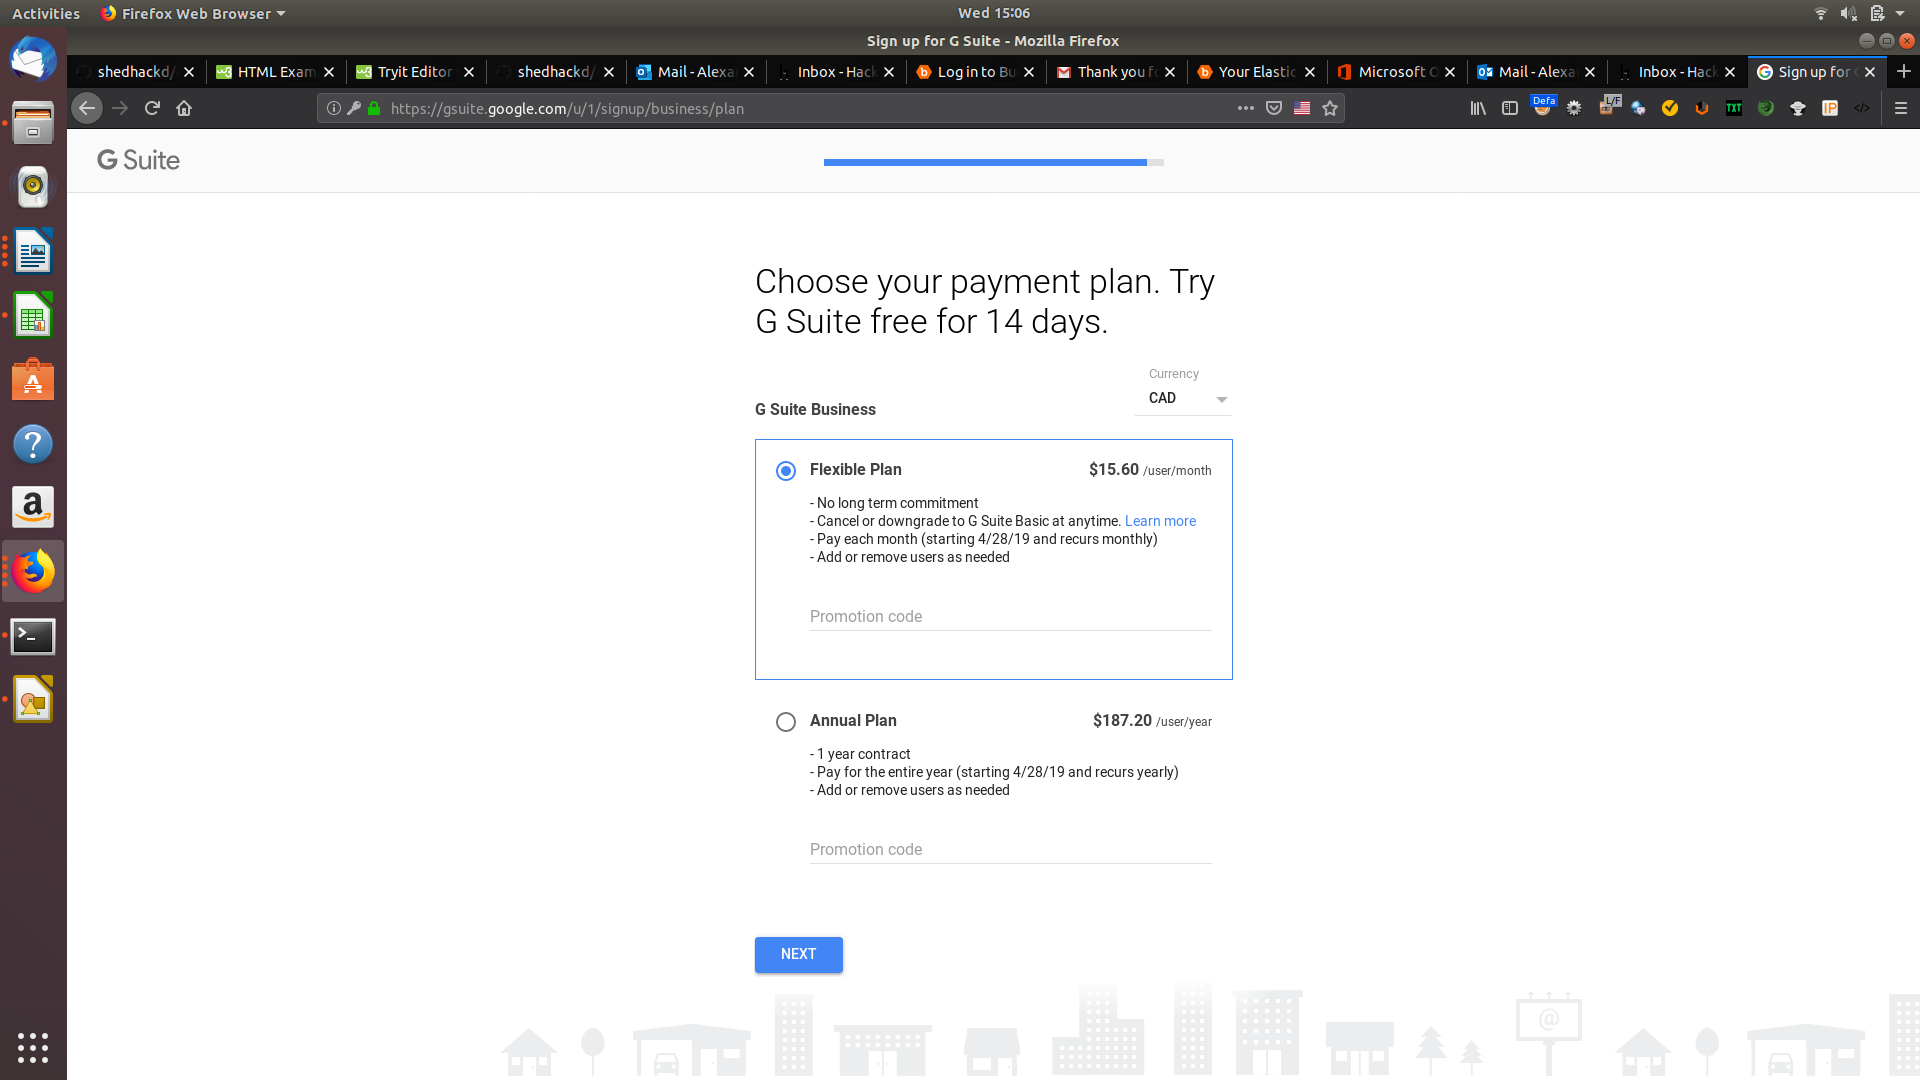 Activities
Firefox Web Browser
Wed 15:06
Sign up for G Suite - Mozilla Firefox
shedhackd/
HTML Exam
Tryit Editor
shedhackd/
Mail - Alexa
Inbox - Hack
Log in to Bu
Thank you fo
Your Elastic
Microsoft O
Mail - Alexa
Inbox - Hack
Sign up for G
https://gsuite.google.com/u/1/signup/business/plan
Defa
L/F
TXT
IP
G Suite
Choose your payment plan. Try
G Suite free for 14 days.
Currency
CAD
G Suite Business
Flexible Plan
$15.60 /user/month
- No long term commitment
- Cancel or downgrade to G Suite Basic at anytime. Learn more
- Pay each month (starting 4/28/19 and recurs monthly)
- Add or remove users as needed
Promotion code
Annual Plan
$187.20 /user/year
- 1 year contract
- Pay for the entire year (starting 4/28/19 and recurs yearly)
- Add or remove users as needed
Promotion code
NEXT
@